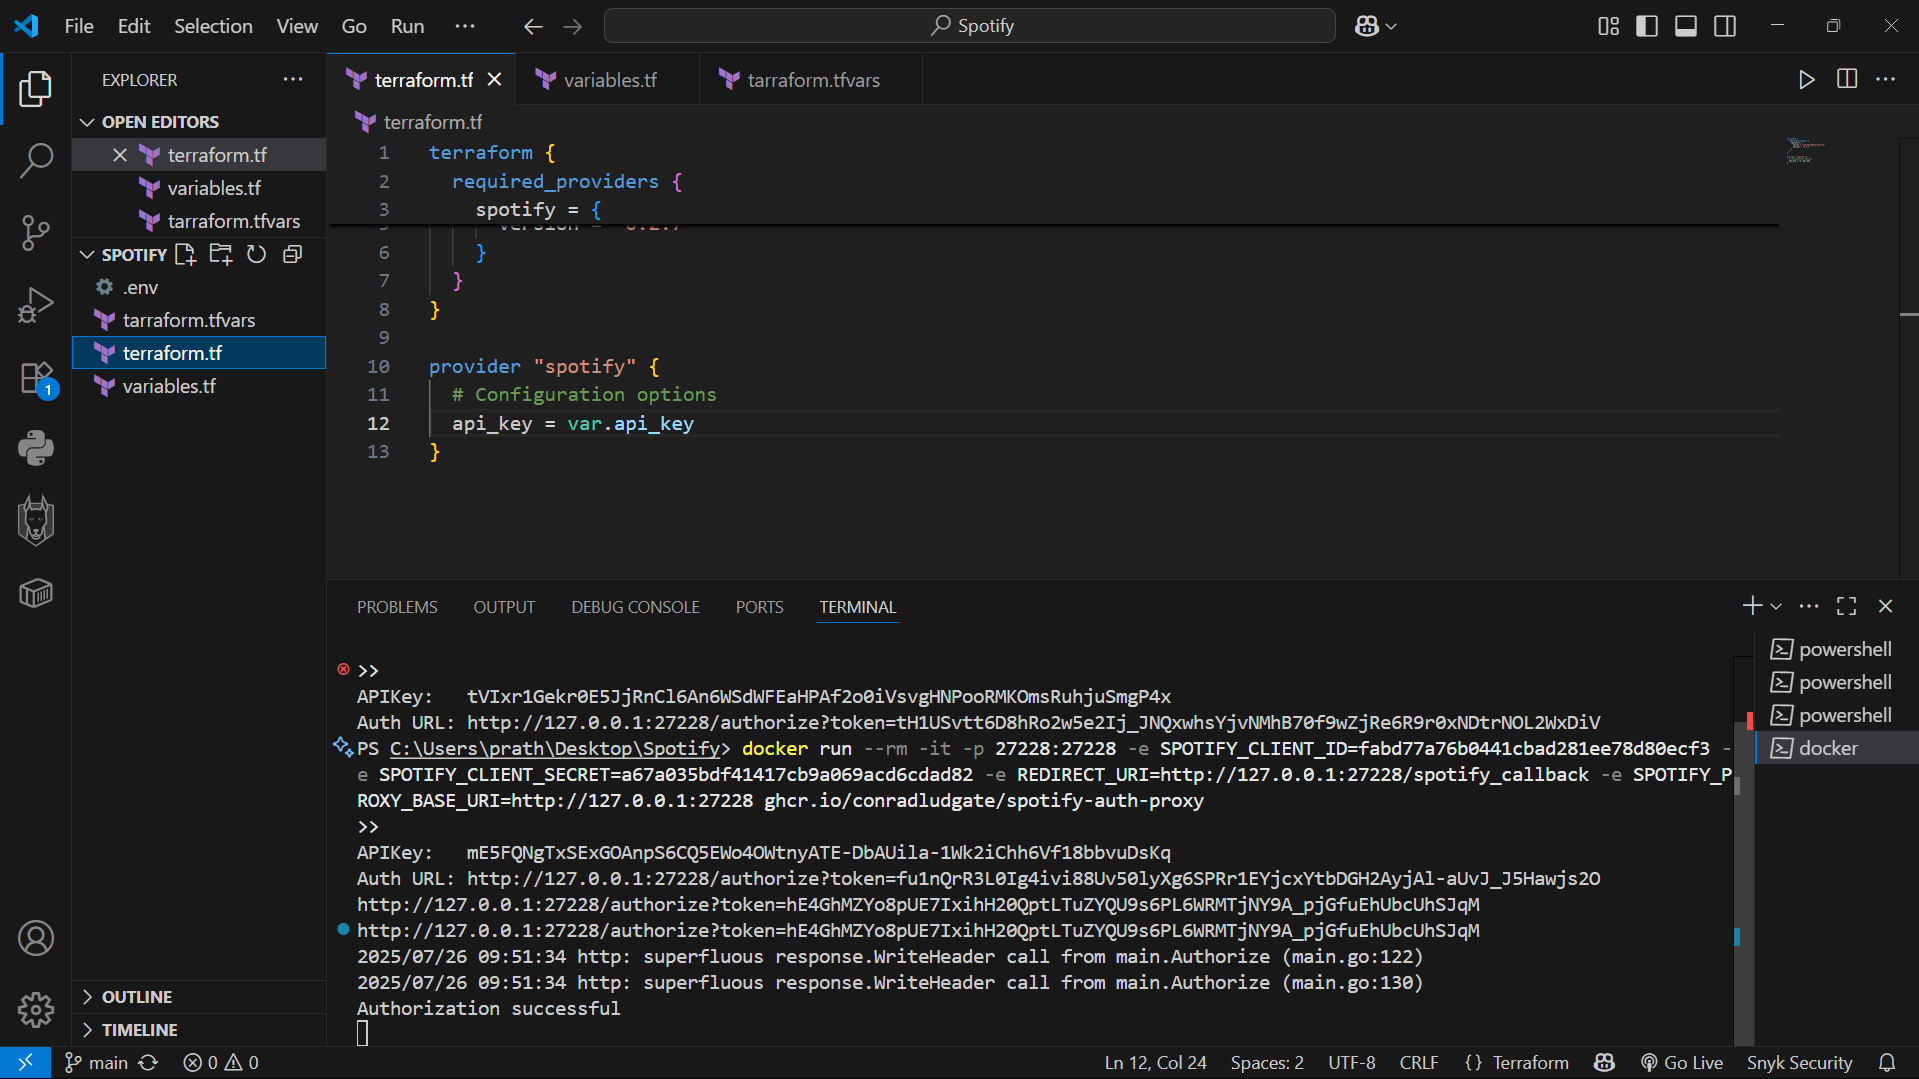 File Edit Selection View Go Run ··· Spotify
EXPLORER ···
OPEN EDITORS
terraform.tf
variables.tf
tarraform.tfvars
SPOTIFY
.env
tarraform.tfvars
terraform.tf
variables.tf
1
OUTLINE
TIMELINE
terraform.tf variables.tf tarraform.tfvars
terraform.tf
1 terraform {
2 required_providers {
3 spotify = {
6 }
7 }
8 }
9
10 provider "spotify" {
11 # Configuration options
12 api_key = var.api_key
13 }
PROBLEMS OUTPUT DEBUG CONSOLE PORTS TERMINAL
>>
APIKey: tVIxr1Gekr0E5JjRnCl6An6WSdWFEaHPAf2o0iVsvgHNPooRMKOmsRuhjuSmgP4x
Auth URL: http://127.0.0.1:27228/authorize?token=tH1USvtt6D8hRo2w5e2Ij_JNQxwhsYjvNMhB70f9wZjRe6R9r0xNDtrNOL2WxDiV
PS C:\Users\prath\Desktop\Spotify> docker run --rm -it -p 27228:27228 -e SPOTIFY_CLIENT_ID=fabd77a76b0441cbad281ee78d80ecf3 -
e SPOTIFY_CLIENT_SECRET=a67a035bdf41417cb9a069acd6cdad82 -e REDIRECT_URI=http://127.0.0.1:27228/spotify_callback -e SPOTIFY_P
ROXY_BASE_URI=http://127.0.0.1:27228 ghcr.io/conradludgate/spotify-auth-proxy
>>
APIKey: mE5FQNgTxSExGOAnpS6CQ5EWo4OWtnyATE-DbAUila-1Wk2iChh6Vf18bbvuDsKq
Auth URL: http://127.0.0.1:27228/authorize?token=fu1nQrR3L0Ig4ivi88Uv50lyXg6SPRr1EYjcxYtbDGH2AyjAl-aUvJ_J5Hawjs2O
http://127.0.0.1:27228/authorize?token=hE4GhMZYo8pUE7IxihH20QptLTuZYQU9s6PL6WRMTjNY9A_pjGfuEhUbcUhSJqM
http://127.0.0.1:27228/authorize?token=hE4GhMZYo8pUE7IxihH20QptLTuZYQU9s6PL6WRMTjNY9A_pjGfuEhUbcUhSJqM
2025/07/26 09:51:34 http: superfluous response.WriteHeader call from main.Authorize (main.go:122)
2025/07/26 09:51:34 http: superfluous response.WriteHeader call from main.Authorize (main.go:130)
Authorization successful
powershell
powershell
powershell
docker
main 0 0 Ln 12, Col 24 Spaces: 2 UTF-8 CRLF {} Terraform Go Live Snyk Security